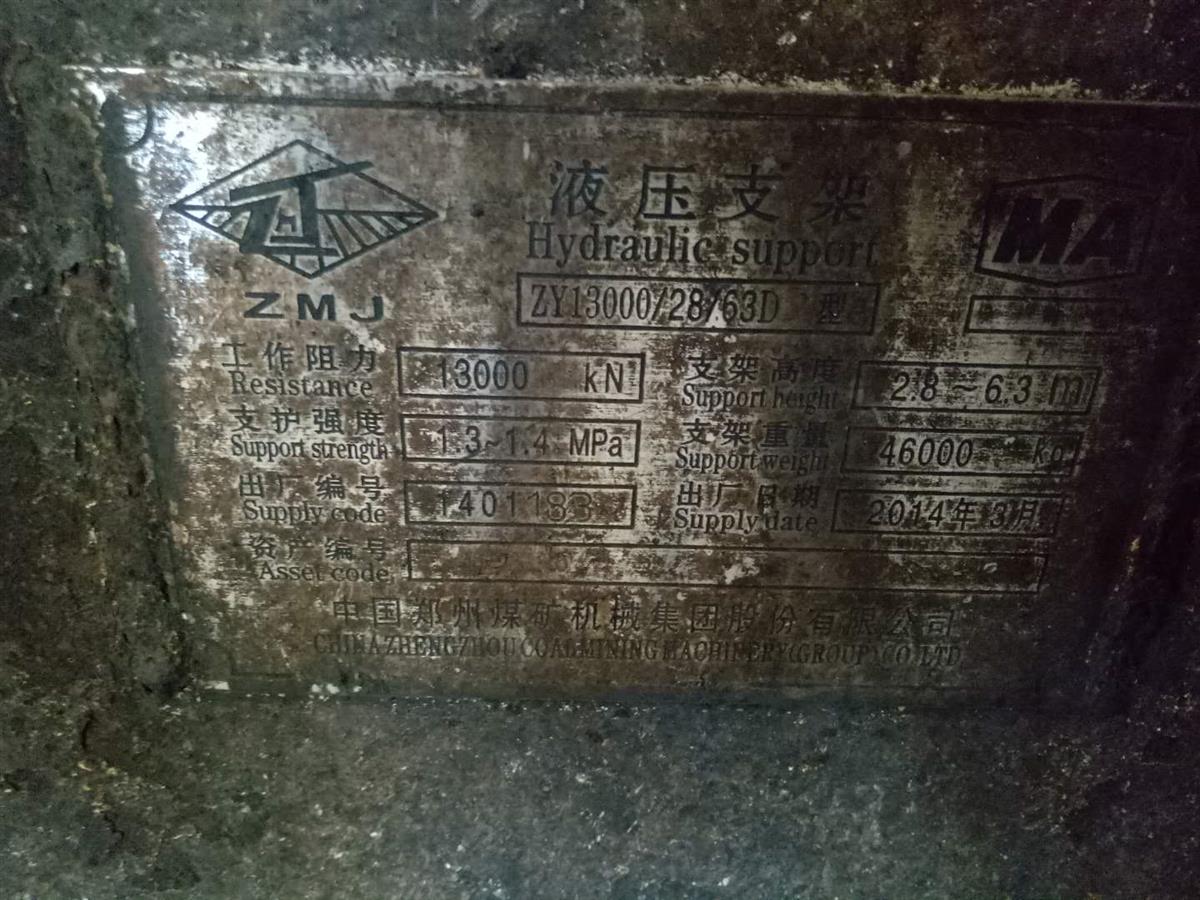 液压支架
Hydraulic support
MA
ZY13000/28/63D 型
ZMJ
工作阻力 13000 kN 支架高度 2.8~6.3 m
Resistance Support height
支护强度 1.3~1.4 MPa 支架重量 46000 kg
Support strength Support weight
出厂编号 1401183 出厂日期 2014年3月
Supply code Supply date
资产编号
Asset code
中国郑州煤矿机械集团股份有限公司
CHINA ZHENGZHOU COALMINING MACHINERY(GROUP)CO.LTD